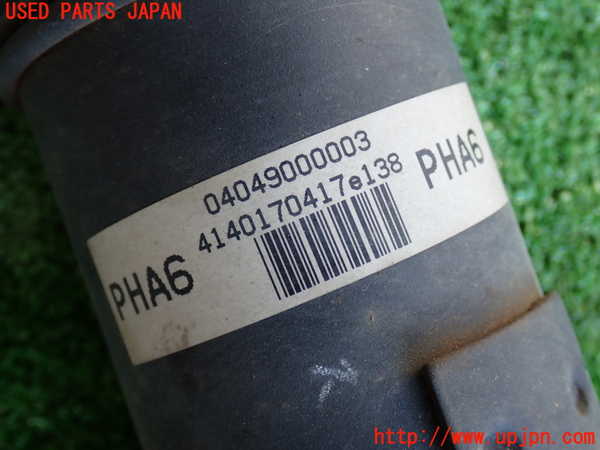 USED PARTS JAPAN
04049000003
4140170417e138
PHA6
PHA6
http://www.upjpn.com/